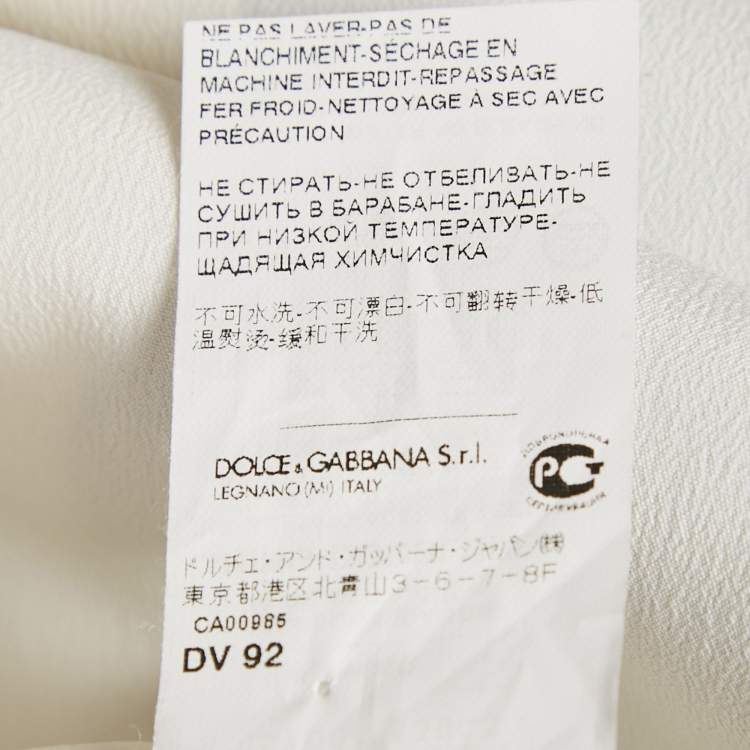 NE PAS LAVER-PAS DE
BLANCHIMENT-SÉCHAGE EN
MACHINE INTERDIT-REPASSAGE
FER FROID-NETTOYAGE À SEC AVEC
PRÉCAUTION
НЕ СТИРАТЬ-НЕ ОТБЕЛИВАТЬ-НЕ
СУШИТЬ В БАРАБАНЕ-ГЛАДИТЬ
ПРИ НИЗКОЙ ТЕМПЕРАТУРЕ-
ЩАДЯЩАЯ ХИМЧИСТКА
不可水洗-不可漂白-不可翻转干燥-低
温熨烫-缓和干洗
DOLCE & GABBANA S.r.l.
LEGNANO (MI) ITALY
ДОБРОВОЛЬНАЯ
РСТ
СЕРТИФИКАЦИЯ
ドルチェ・アンド・ガッバーナ・ジャパン(株)
東京都港区北青山3-6-7-8F
CA00985
DV 92